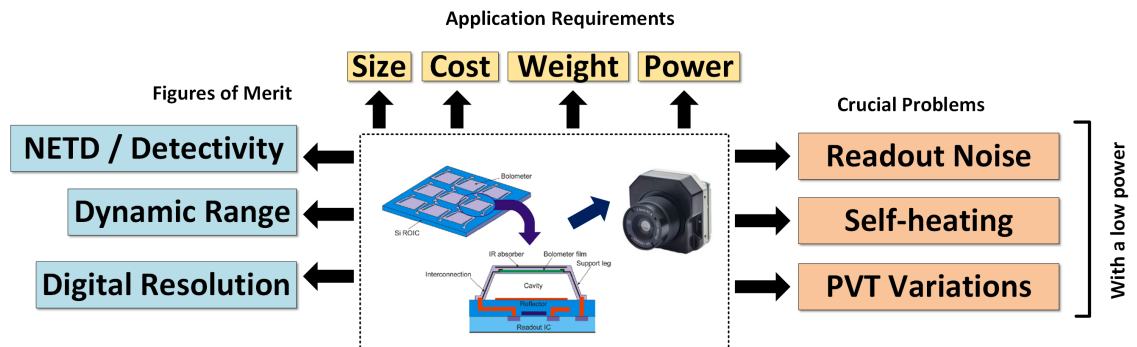 Application Requirements
Size
Cost
Weight
Power
Figures of Merit
NETD / Detectivity
Dynamic Range
Digital Resolution
Bolometer
Si ROIC
IR absorber
Bolometer film
Support leg
Interconnection
Cavity
Reflector
Readout IC
Crucial Problems
Readout Noise
Self-heating
PVT Variations
With a low power